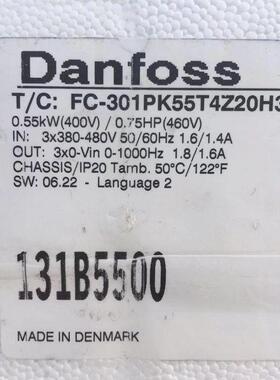 Danfoss
T/C: FC-301PK55T4Z20H3
0.55kW(400V) / 0.75HP(460V)
IN: 3x380-480V 50/60Hz 1.6/1.4A
OUT: 3x0-Vin 0-1000Hz 1.8/1.6A
CHASSIS/IP20 Tamb. 50°C/122°F
SW: 06.22 - Language 2
131B5500
MADE IN DENMARK